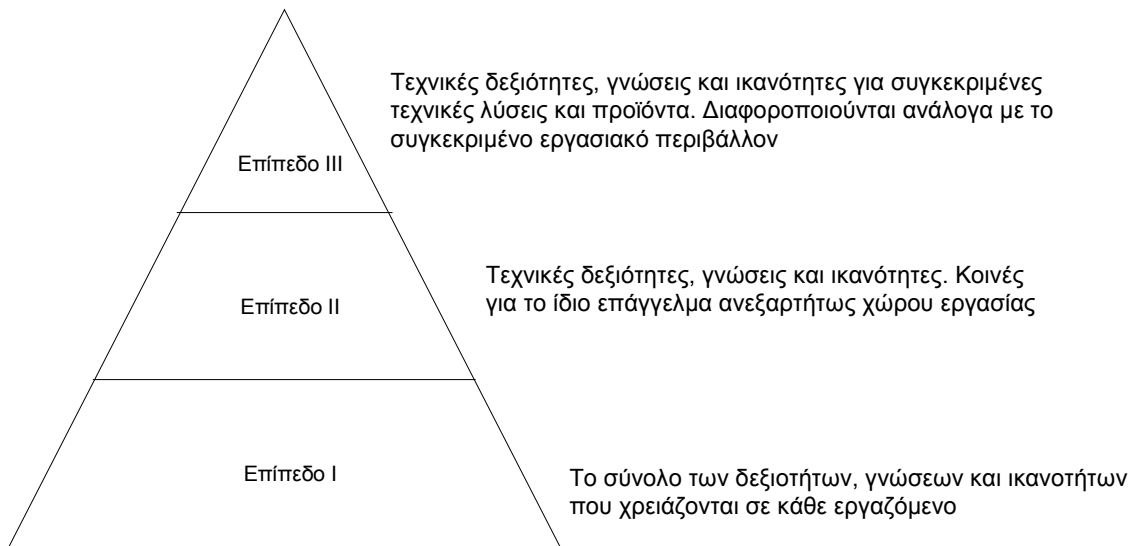 Τεχνικές δεξιότητες, γνώσεις και ικανότητες για συγκεκριμένες
τεχνικές λύσεις και προϊόντα. Διαφοροποιούνται ανάλογα με το
συγκεκριμένο εργασιακό περιβάλλον
Επίπεδο III
Τεχνικές δεξιότητες, γνώσεις και ικανότητες. Κοινές
για το ίδιο επάγγελμα ανεξαρτήτως χώρου εργασίας
Επίπεδο II
Επίπεδο I
Το σύνολο των δεξιοτήτων, γνώσεων και ικανοτήτων
που χρειάζονται σε κάθε εργαζόμενο